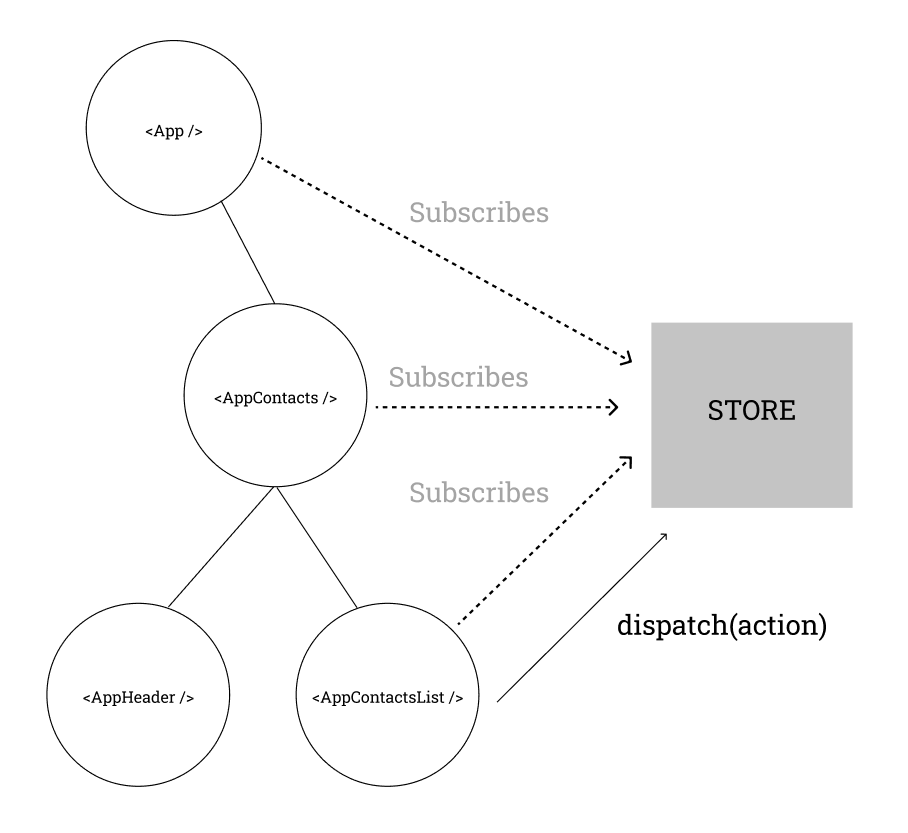 <App />
Subscribes
Subscribes
<AppContacts />
STORE
Subscribes
dispatch(action)
<AppHeader />
<AppContactsList />